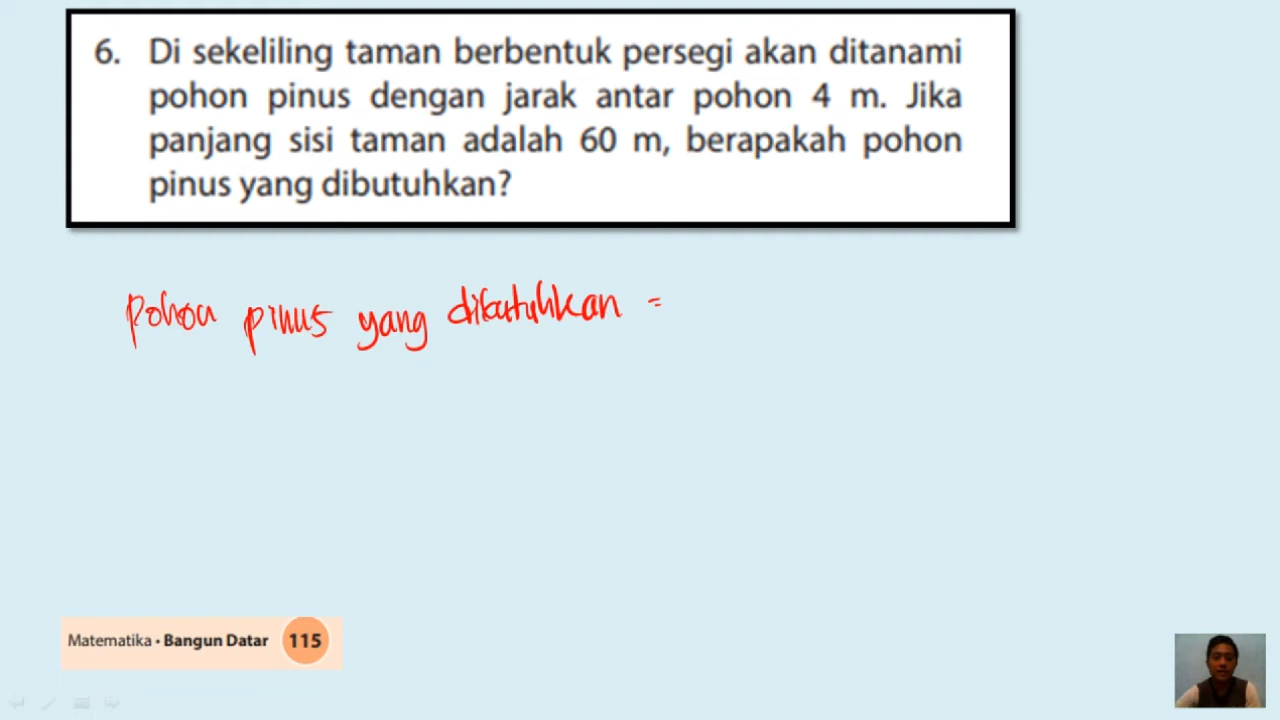 6. Di sekeliling taman berbentuk persegi akan ditanami
pohon pinus dengan jarak antar pohon 4 m. Jika
panjang sisi taman adalah 60 m, berapakah pohon
pinus yang dibutuhkan?
pohon pinus yang dibutuhkan =
Matematika • Bangun Datar 115